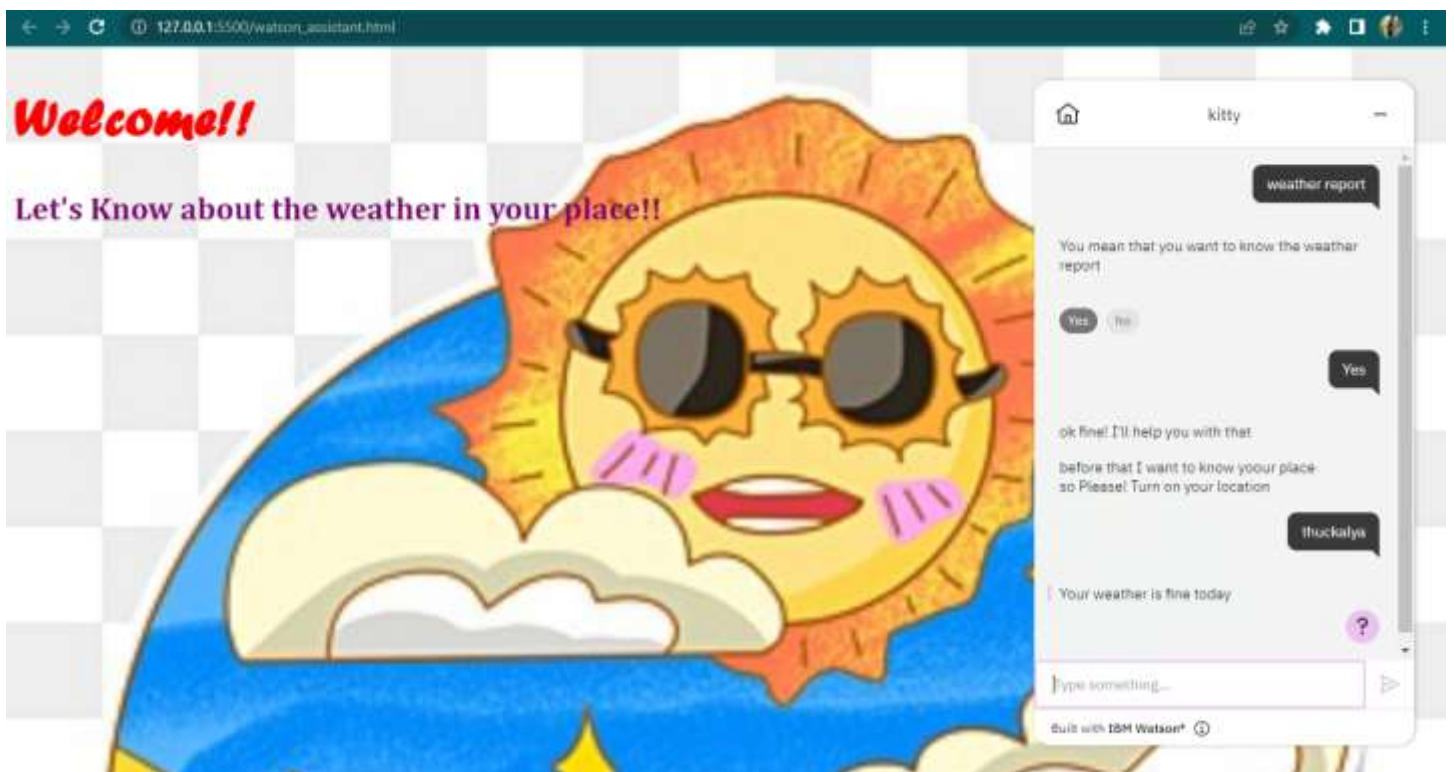 127.0.0.1:5500/watson_assistant.html
Welcome!!
Let's Know about the weather in your place!!
kitty
weather report
You mean that you want to know the weather
report
Yes No
Yes
ok fine! I'll help you with that
before that I want to know yoour place
so Please! Turn on your location
thuckalya
Your weather is fine today
?
Type something...
Built with IBM Watson®